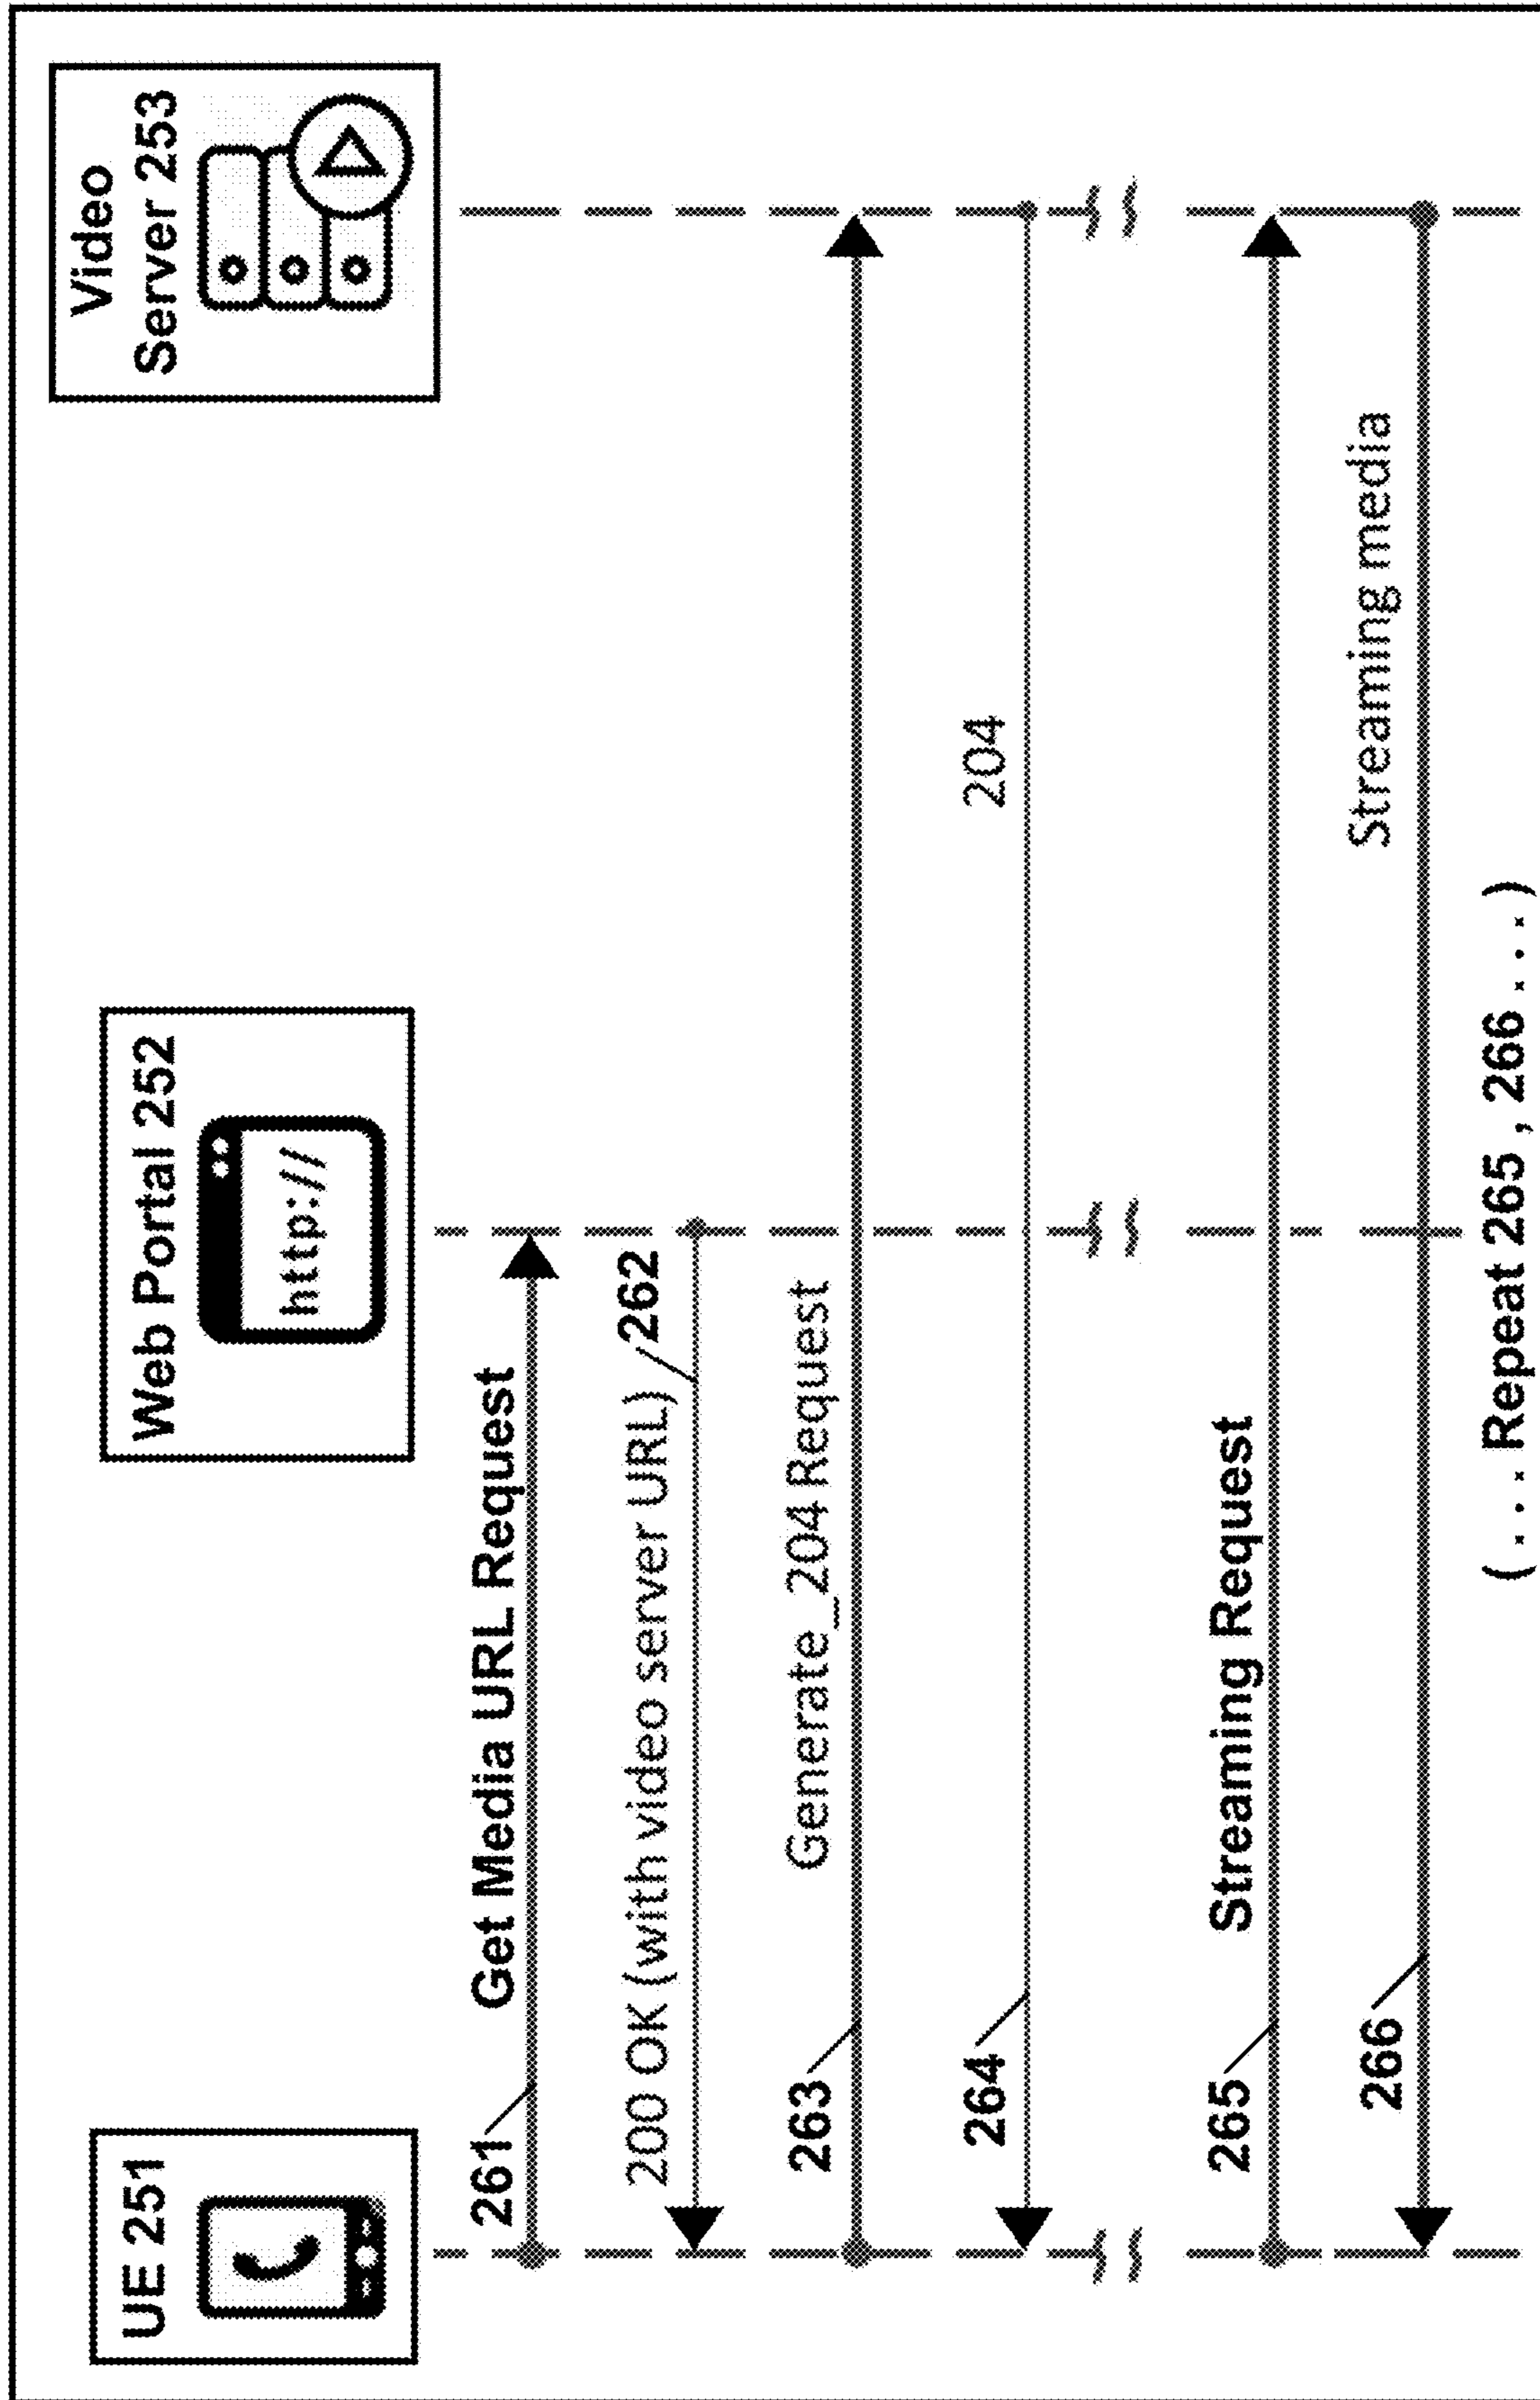 UE 251
Web Portal 252
http://
Video
Server 253
261
Get Media URL Request
200 OK (with video server URL)
262
263
Generate_204 Request
264
204
265
Streaming Request
266
Streaming media
(...Repeat 265, 266...)